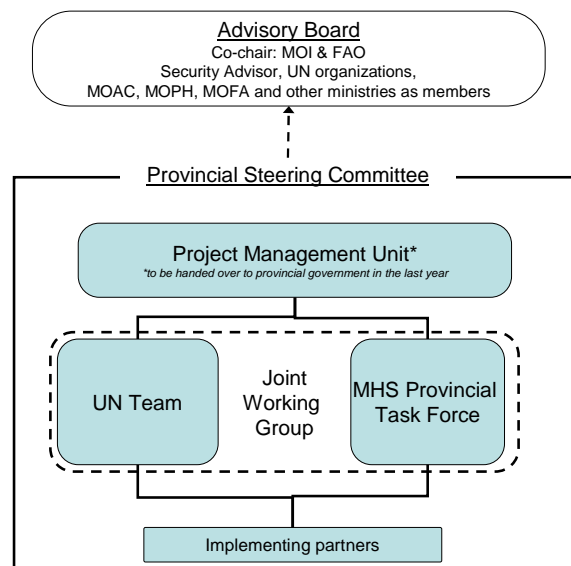 Advisory Board
Co-chair: MOI & FAO
Security Advisor, UN organizations,
MOAC, MOPH, MOFA and other ministries as members
Provincial Steering Committee
Project Management Unit*
*to be handed over to provincial government in the last year
UN Team
Joint
Working
Group
MHS Provincial
Task Force
Implementing partners